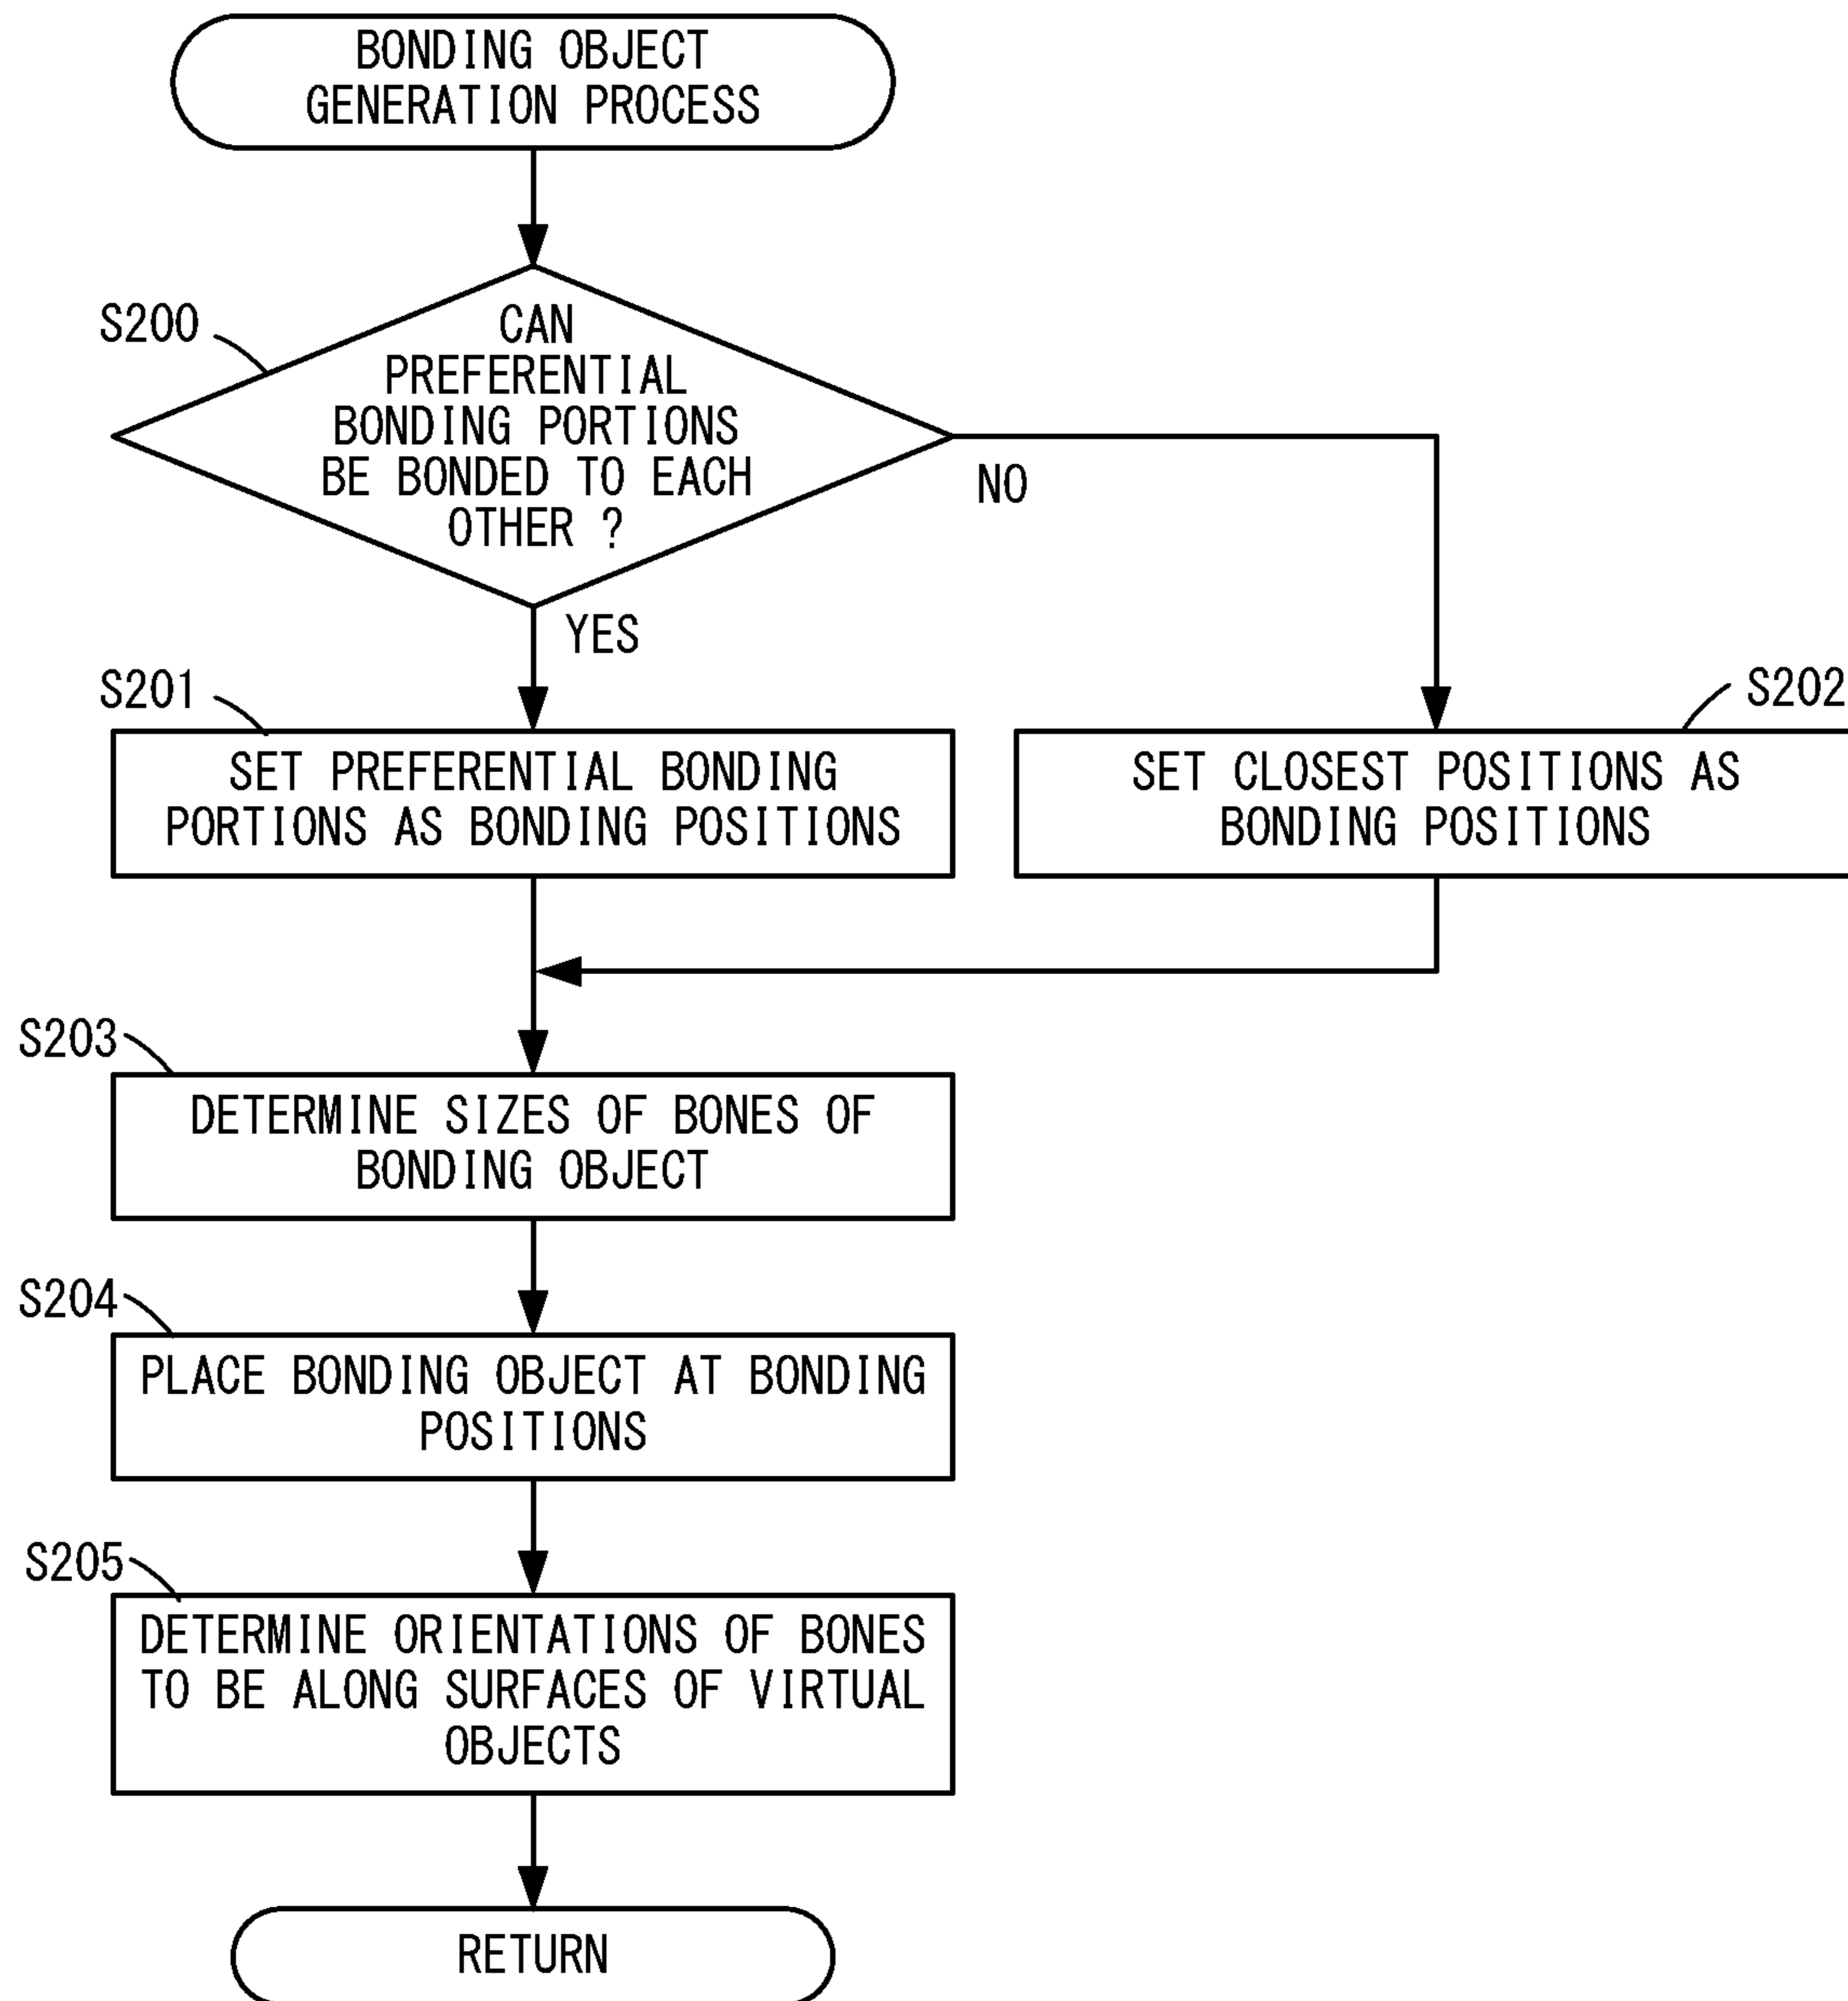 BONDING OBJECT
GENERATION PROCESS
S200
CAN
PREFERENTIAL
BONDING PORTIONS
BE BONDED TO EACH
OTHER ?
NO
YES
S201
SET PREFERENTIAL BONDING
PORTIONS AS BONDING POSITIONS
S202
SET CLOSEST POSITIONS AS
BONDING POSITIONS
S203
DETERMINE SIZES OF BONES OF
BONDING OBJECT
S204
PLACE BONDING OBJECT AT BONDING
POSITIONS
S205
DETERMINE ORIENTATIONS OF BONES
TO BE ALONG SURFACES OF VIRTUAL
OBJECTS
RETURN